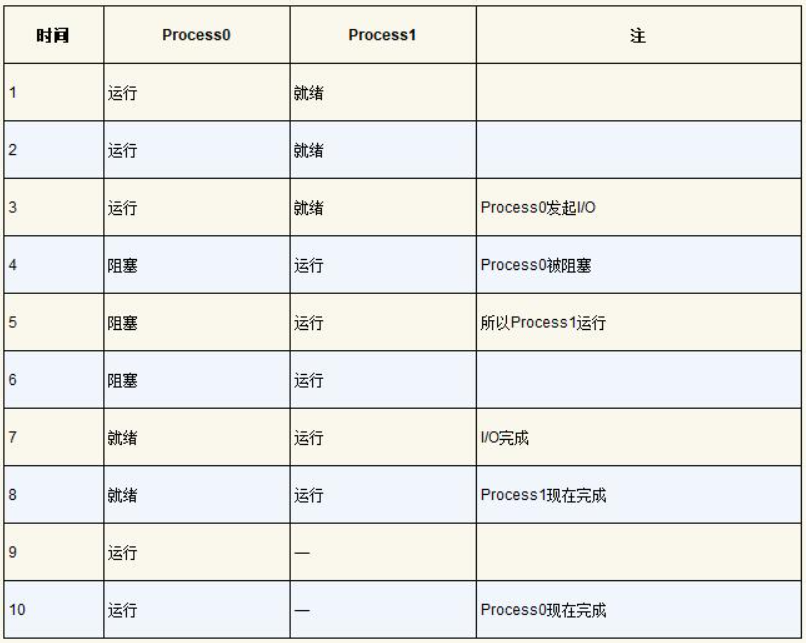 时间 Process0 Process1 注
1 运行 就绪
2 运行 就绪
3 运行 就绪 Process0发起I/O
4 阻塞 运行 Process0被阻塞
5 阻塞 运行 所以Process1运行
6 阻塞 运行
7 就绪 运行 I/O完成
8 就绪 运行 Process1现在完成
9 运行 —
10 运行 — Process0现在完成